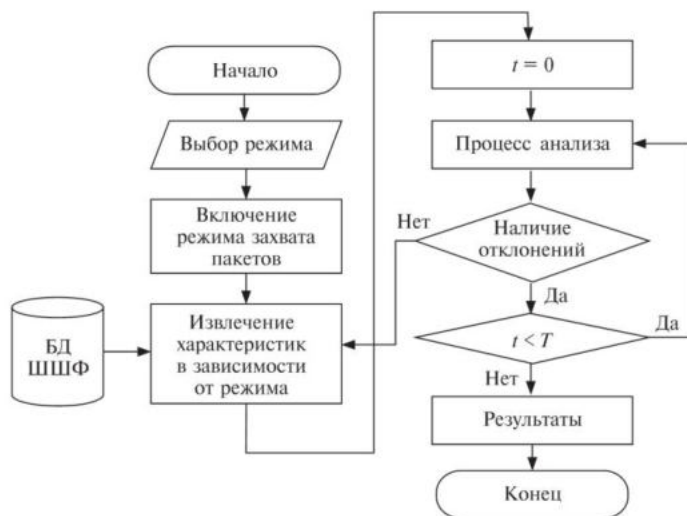 Начало
Выбор режима
Включение
режима захвата
пакетов
БД
ШШФ
Извлечение
характеристик
в зависимости
от режима
t = 0
Процесс анализа
Нет
Наличие
отклонений
Да
t < T
Да
Нет
Результаты
Конец